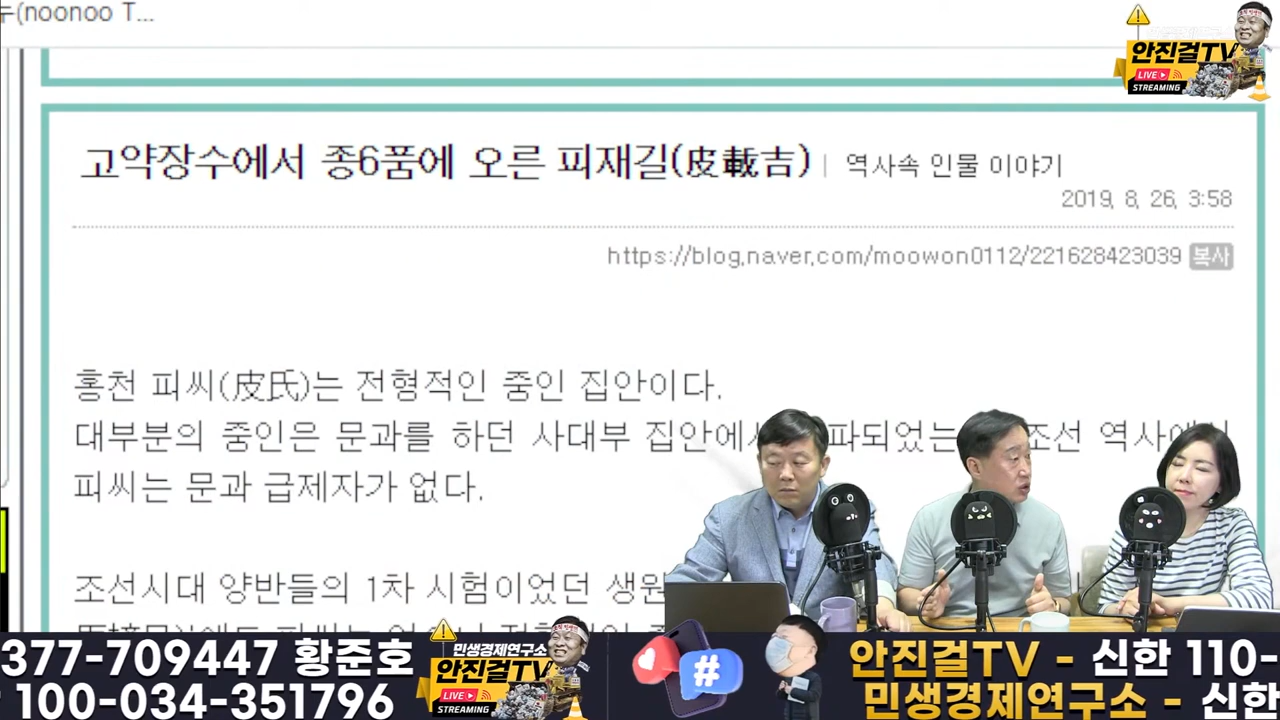 누(noonoo T...
안진걸TV
LIVE
STREAMING
고약장수에서 종6품에 오른 피재길(皮載吉) | 역사속 인물 이야기
2019. 8. 26. 3:58
https://blog.naver.com/moowon0112/221628423039 복사
홍천 피씨(皮氏)는 전형적인 중인 집안이다.
대부분의 중인은 문과를 하던 사대부 집안에서 파되었는 조선 역사에
피씨는 문과 급제자가 없다.
조선시대 양반들의 1차 시험이었던 생원
377-709447 황준호
100-034-351796
민생경제연구소
안진걸TV
LIVE
STREAMING
#
안진걸TV - 신한 110-
민생경제연구소 - 신한